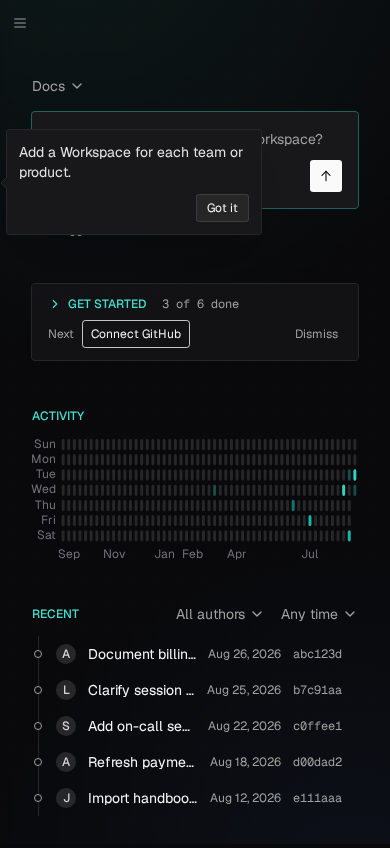 Docs
orkspace?
Add a Workspace for each team or
product.
Got it
GET STARTED 3 of 6 done
Next Connect GitHub Dismiss
ACTIVITY
Sun
Mon
Tue
Wed
Thu
Fri
Sat
Sep Nov Jan Feb Apr Jul
RECENT All authors Any time
A Document billin... Aug 26, 2026 abc123d
L Clarify session ... Aug 25, 2026 b7c91aa
S Add on-call se... Aug 22, 2026 c0ffee1
A Refresh payme... Aug 18, 2026 d00dad2
J Import handboo... Aug 12, 2026 e111aaa